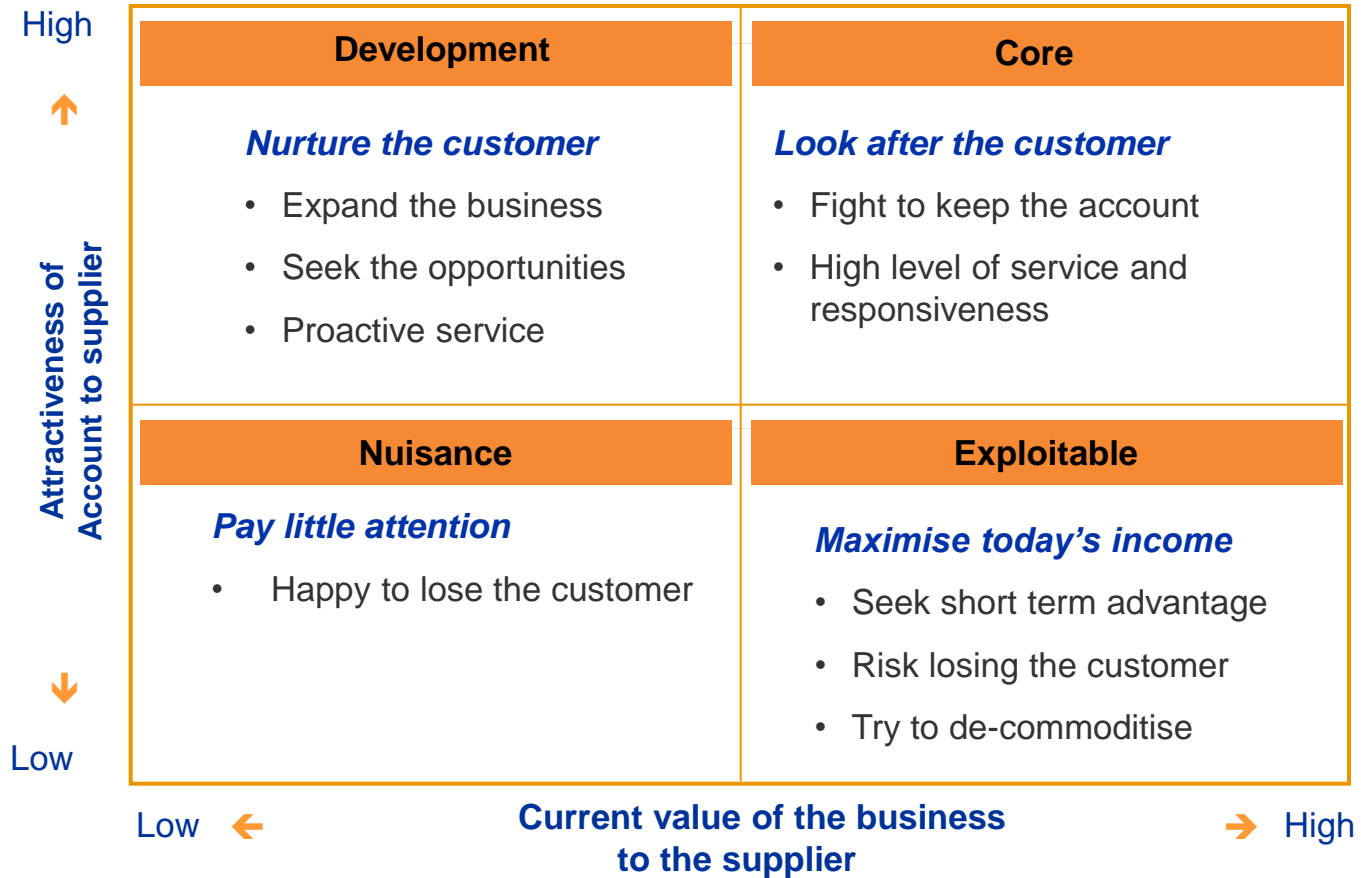 High
Development
Core
Nurture the customer
• Expand the business
• Seek the opportunities
• Proactive service
Look after the customer
• Fight to keep the account
• High level of service and
responsiveness
Attractiveness of
Account to supplier
Nuisance
Exploitable
Pay little attention
• Happy to lose the customer
Maximise today’s income
• Seek short term advantage
• Risk losing the customer
• Try to de-commoditise
Low
Low
Current value of the business
to the supplier
High